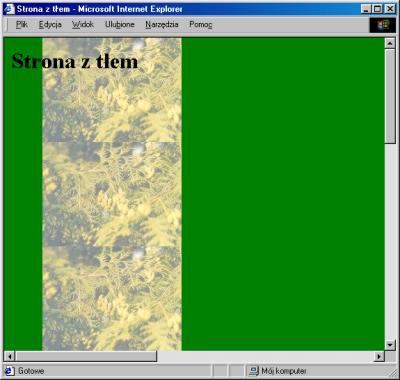 Strona z tłem - Microsoft Internet Explorer
Plik Edycja Widok Ulubione Narzędzia Pomoc
Strona z tłem
Gotowe Mój komputer